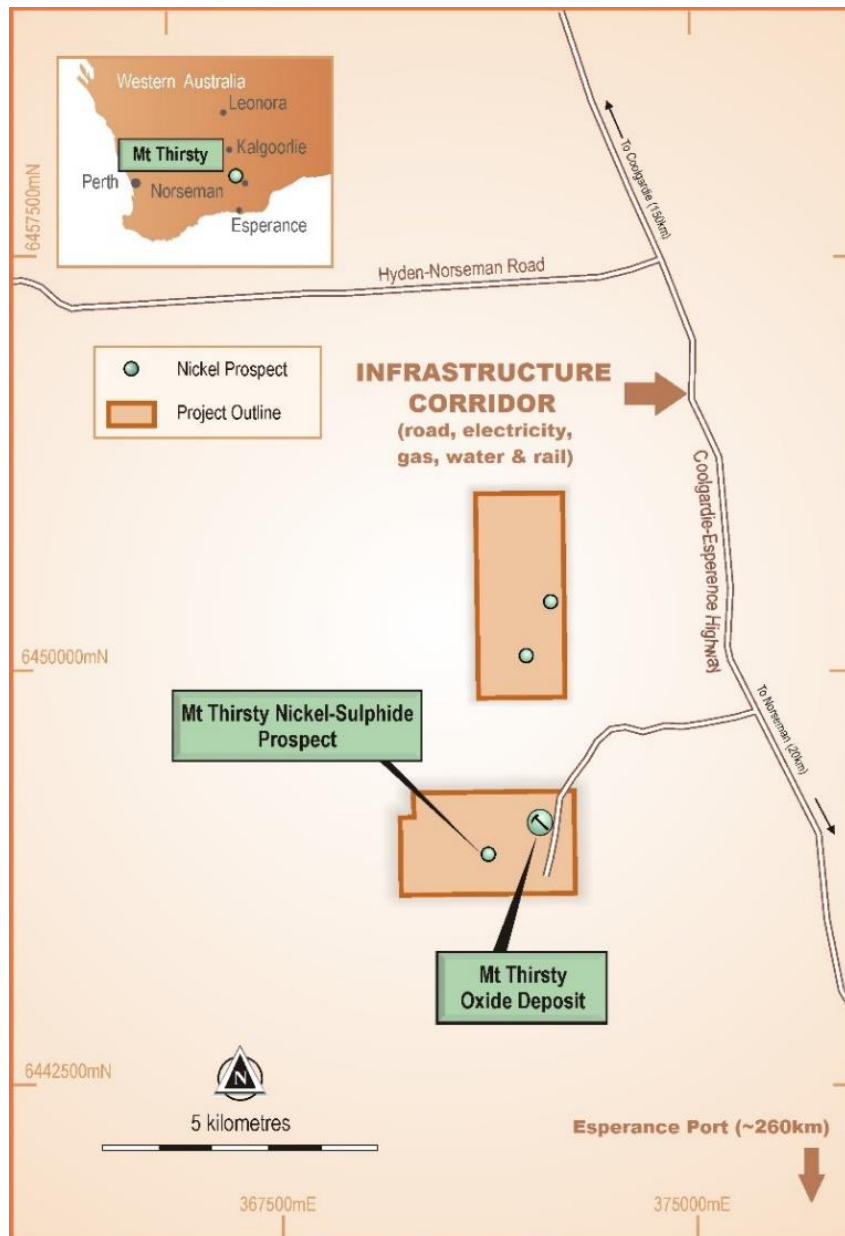 Western Australia
Leonora
Kalgoorlie
Mt Thirsty
Perth
Norseman
Esperance
6457500mN
To Coolgardie (150km)
Hyden-Norseman Road
Nickel Prospect
Project Outline
INFRASTRUCTURE
CORRIDOR
(road, electricity,
gas, water & rail)
Coolgardie-Esperence Highway
6450000mN
To Norseman (20km)
Mt Thirsty Nickel-Sulphide
Prospect
Mt Thirsty
Oxide Deposit
6442500mN
N
5 kilometres
Esperance Port (~260km)
367500mE
375000mE